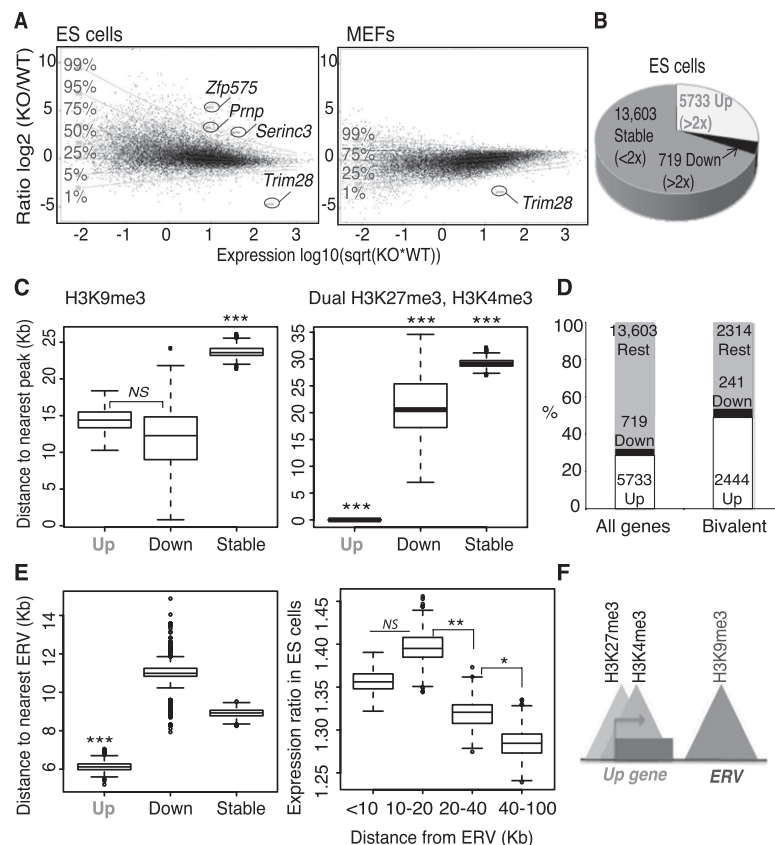 A
ES cells
MEFs
Ratio log2 (KO/WT)
10
5
0
-5
99%
95%
75%
50%
25%
5%
1%
Zfp575
Prnp
Serinc3
Trim28
-2 -1 0 1 2 3
10
5
0
-5
99%
75%
25%
1%
Trim28
-2 -1 0 1 2 3
Expression log10(sqrt(KO*WT))
B
ES cells
5733 Up
(>2x)
13,603
Stable
(<2x)
719 Down
(>2x)
C
H3K9me3
Distance to nearest peak (Kb)
25
20
15
10
5
0
NS
***
Up Down Stable
Dual H3K27me3, H3K4me3
35
30
25
20
15
10
5
0
***
***
***
Up Down Stable
D
%
100
80
60
40
20
0
13,603
Rest
719
Down
5733
Up
2314
Rest
241
Down
2444
Up
All genes Bivalent
E
Distance to nearest ERV (Kb)
14
12
10
8
6
***
Up Down Stable
Expression ratio in ES cells
1.45
1.40
1.35
1.30
1.25
NS
**
*
<10 10-20 20-40 40-100
Distance from ERV (Kb)
F
H3K27me3
H3K4me3
H3K9me3
Up gene
ERV